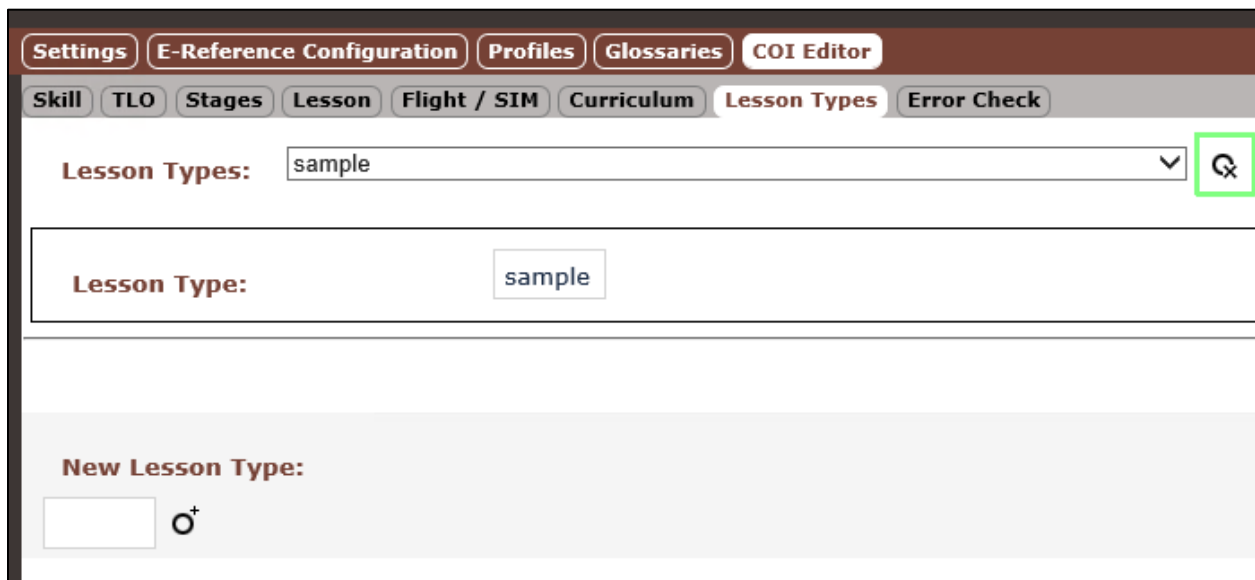 Settings E-Reference Configuration Profiles Glossaries COI Editor
Skill TLO Stages Lesson Flight / SIM Curriculum Lesson Types Error Check
Lesson Types: sample
Lesson Type: sample
New Lesson Type: